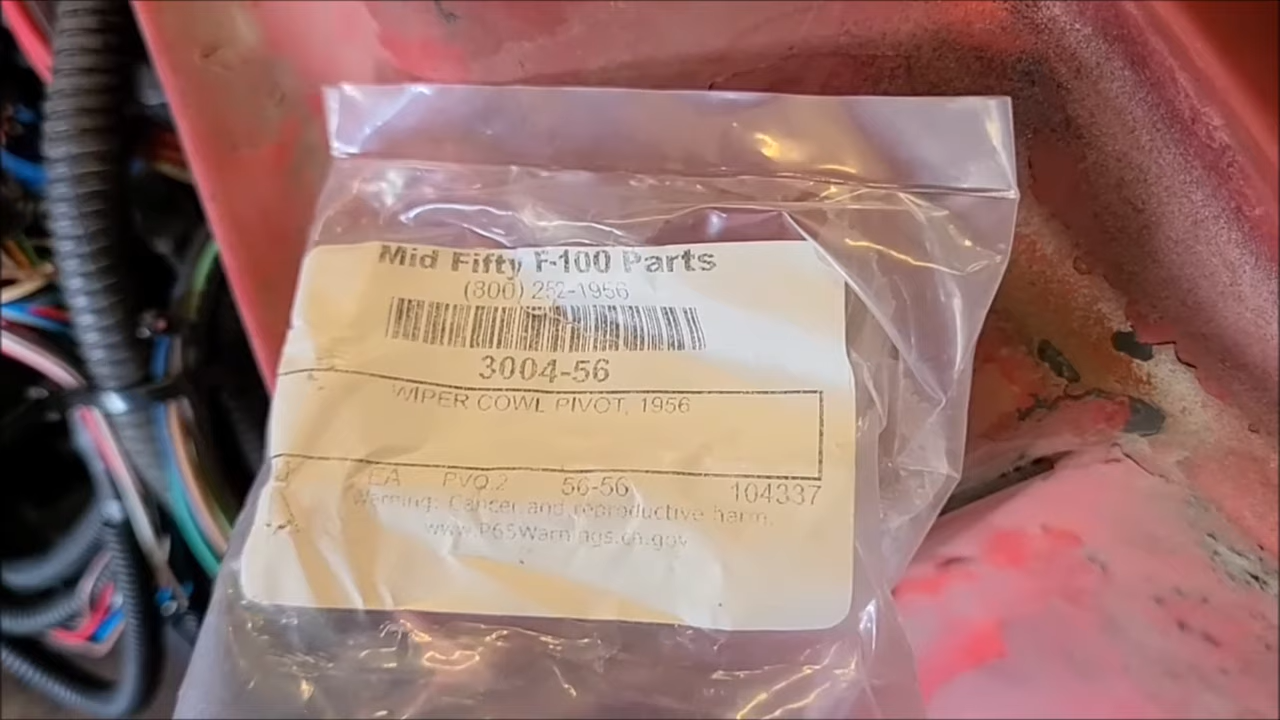 Mid Fifty F-100 Parts
(800) 252-1956
3004-56
WIPER COWL PIVOT, 1956
EA PVO.2 56-56 104337
Warning: Cancer and reproductive harm.
www.P65Warnings.ca.gov